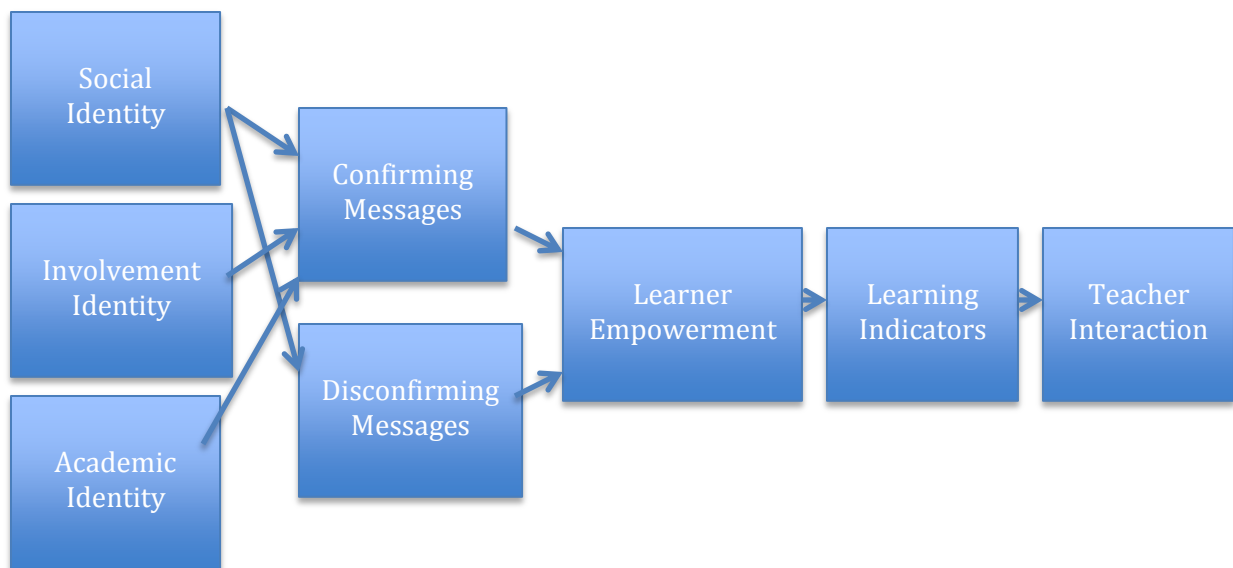 Social
Identity
Involvement
Identity
Academic
Identity
Confirming
Messages
Disconfirming
Messages
Learner
Empowerment
Learning
Indicators
Teacher
Interaction